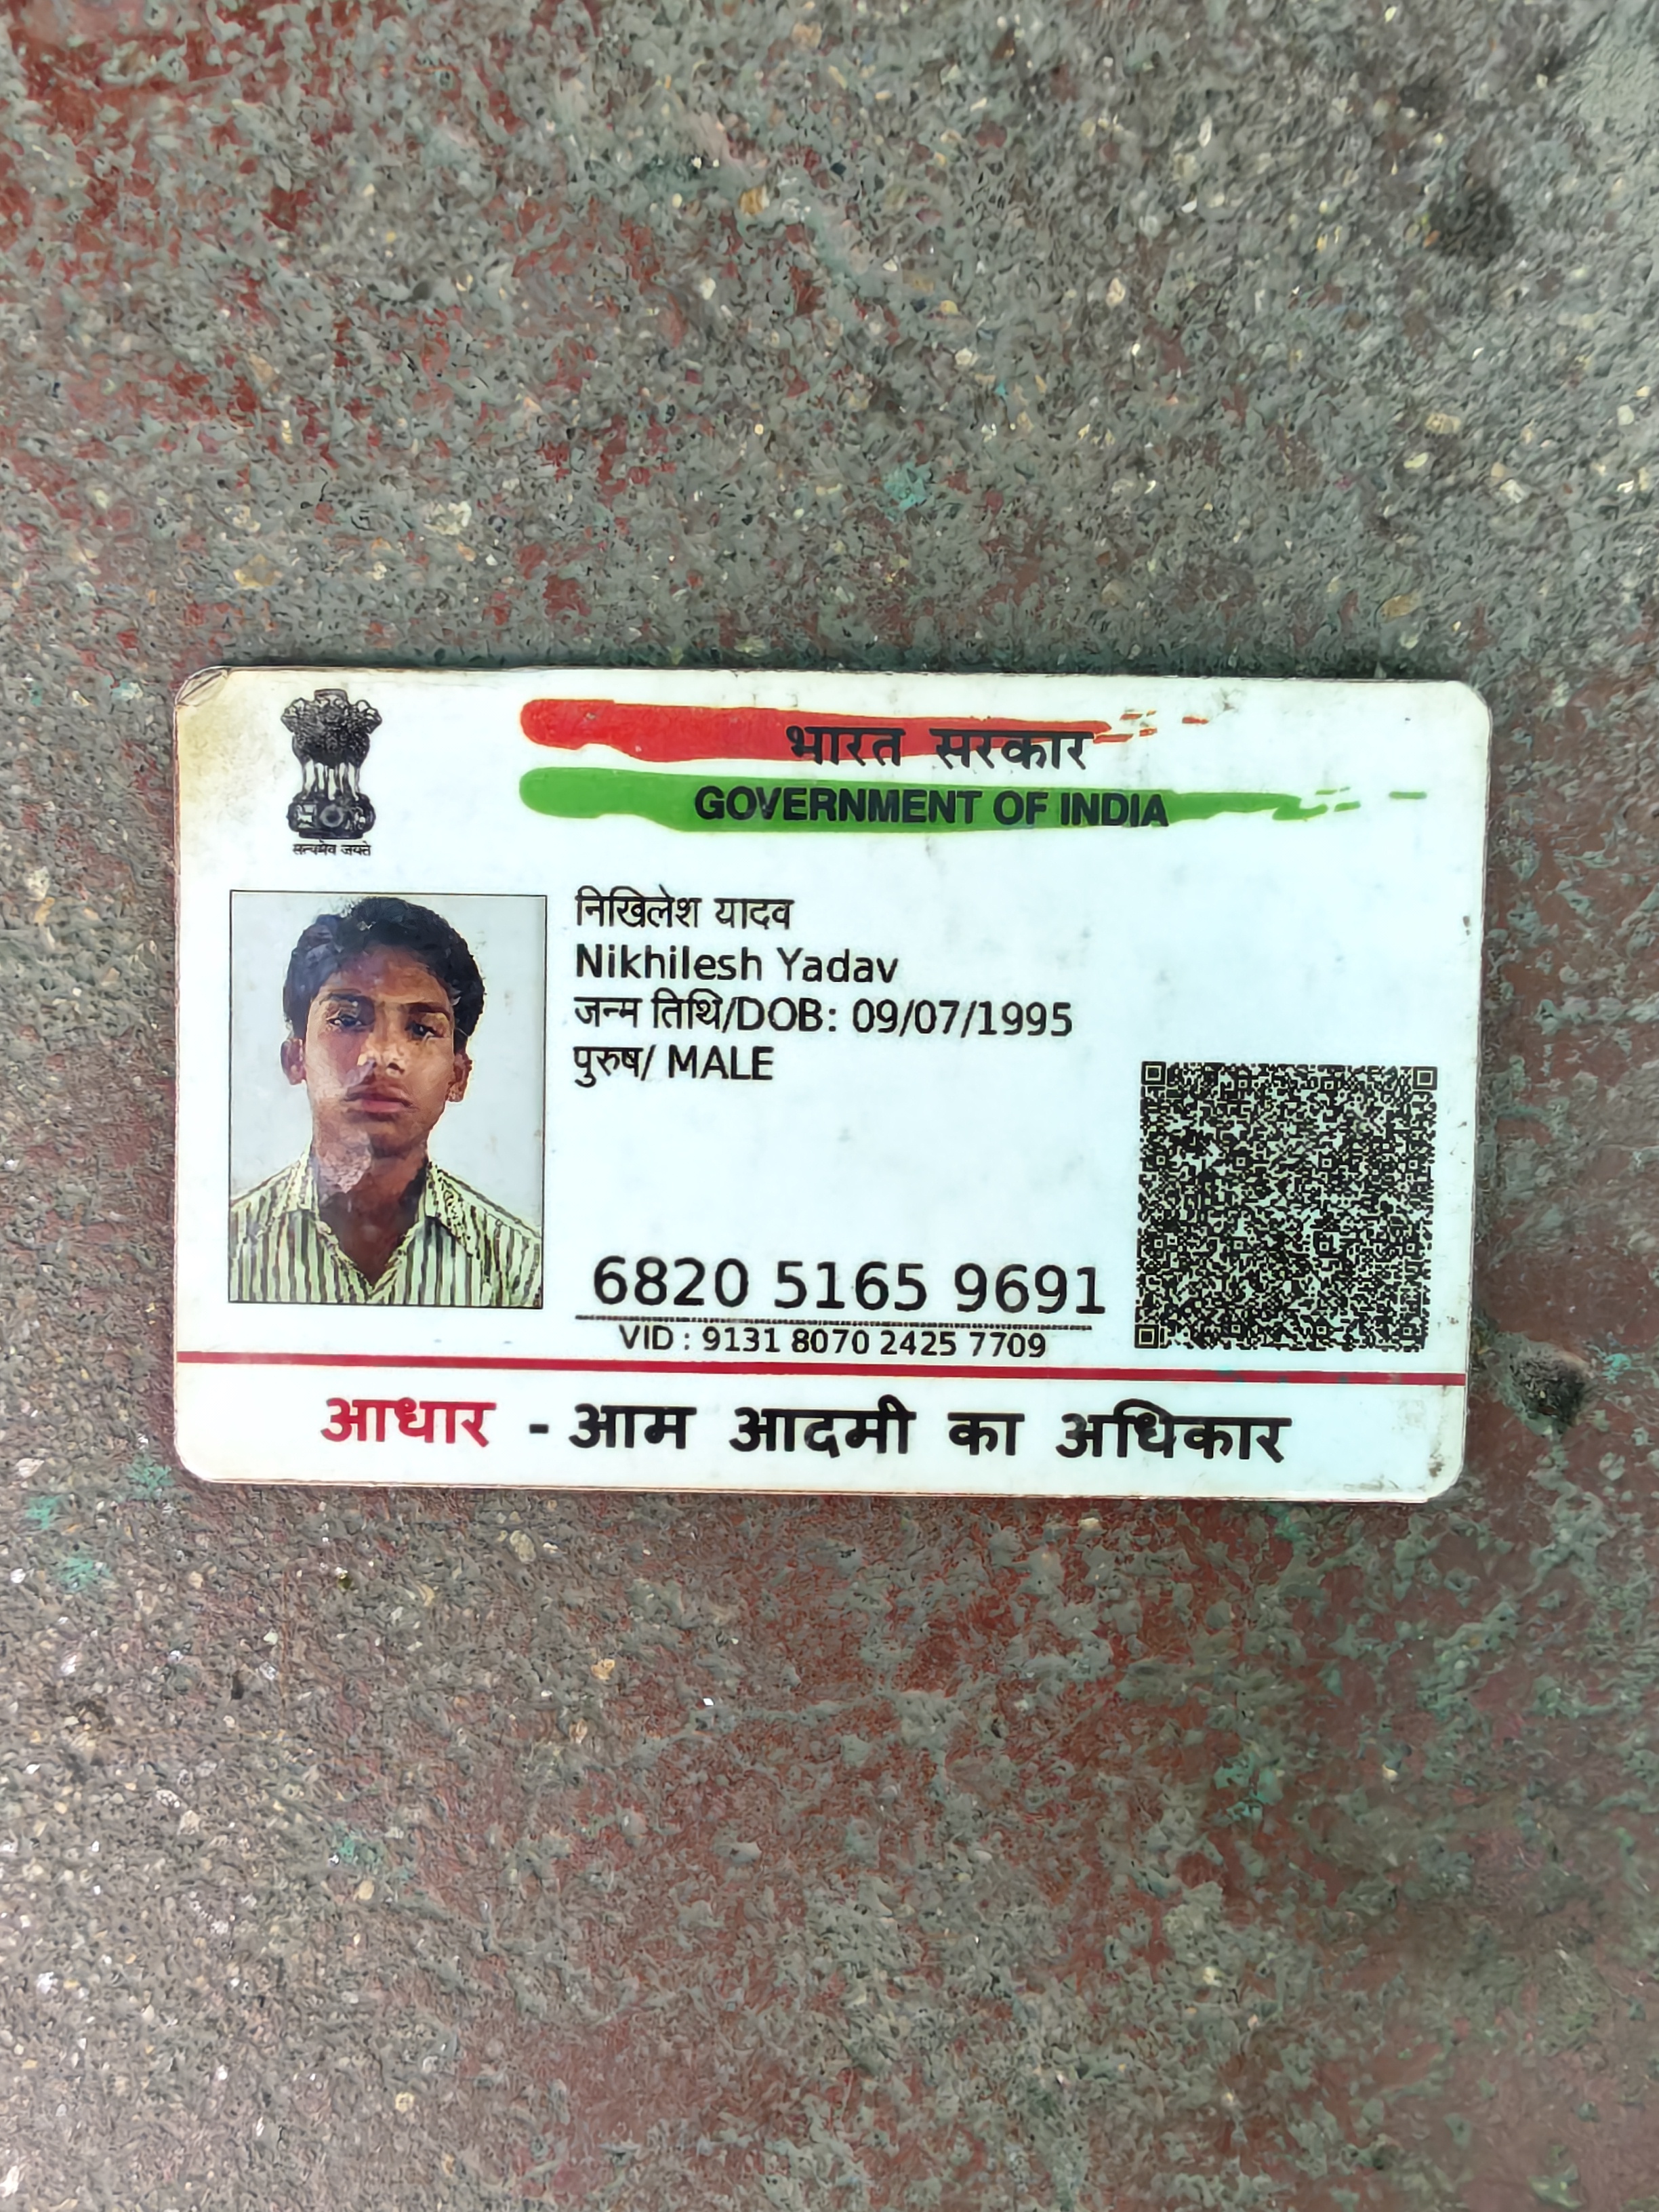 सत्यमेव जयते
भारत सरकार
GOVERNMENT OF INDIA
निखिलेश यादव
Nikhilesh Yadav
जन्म तिथि/DOB: 09/07/1995
पुरुष/ MALE
6820 5165 9691
VID : 9131 8070 2425 7709
आधार - आम आदमी का अधिकार